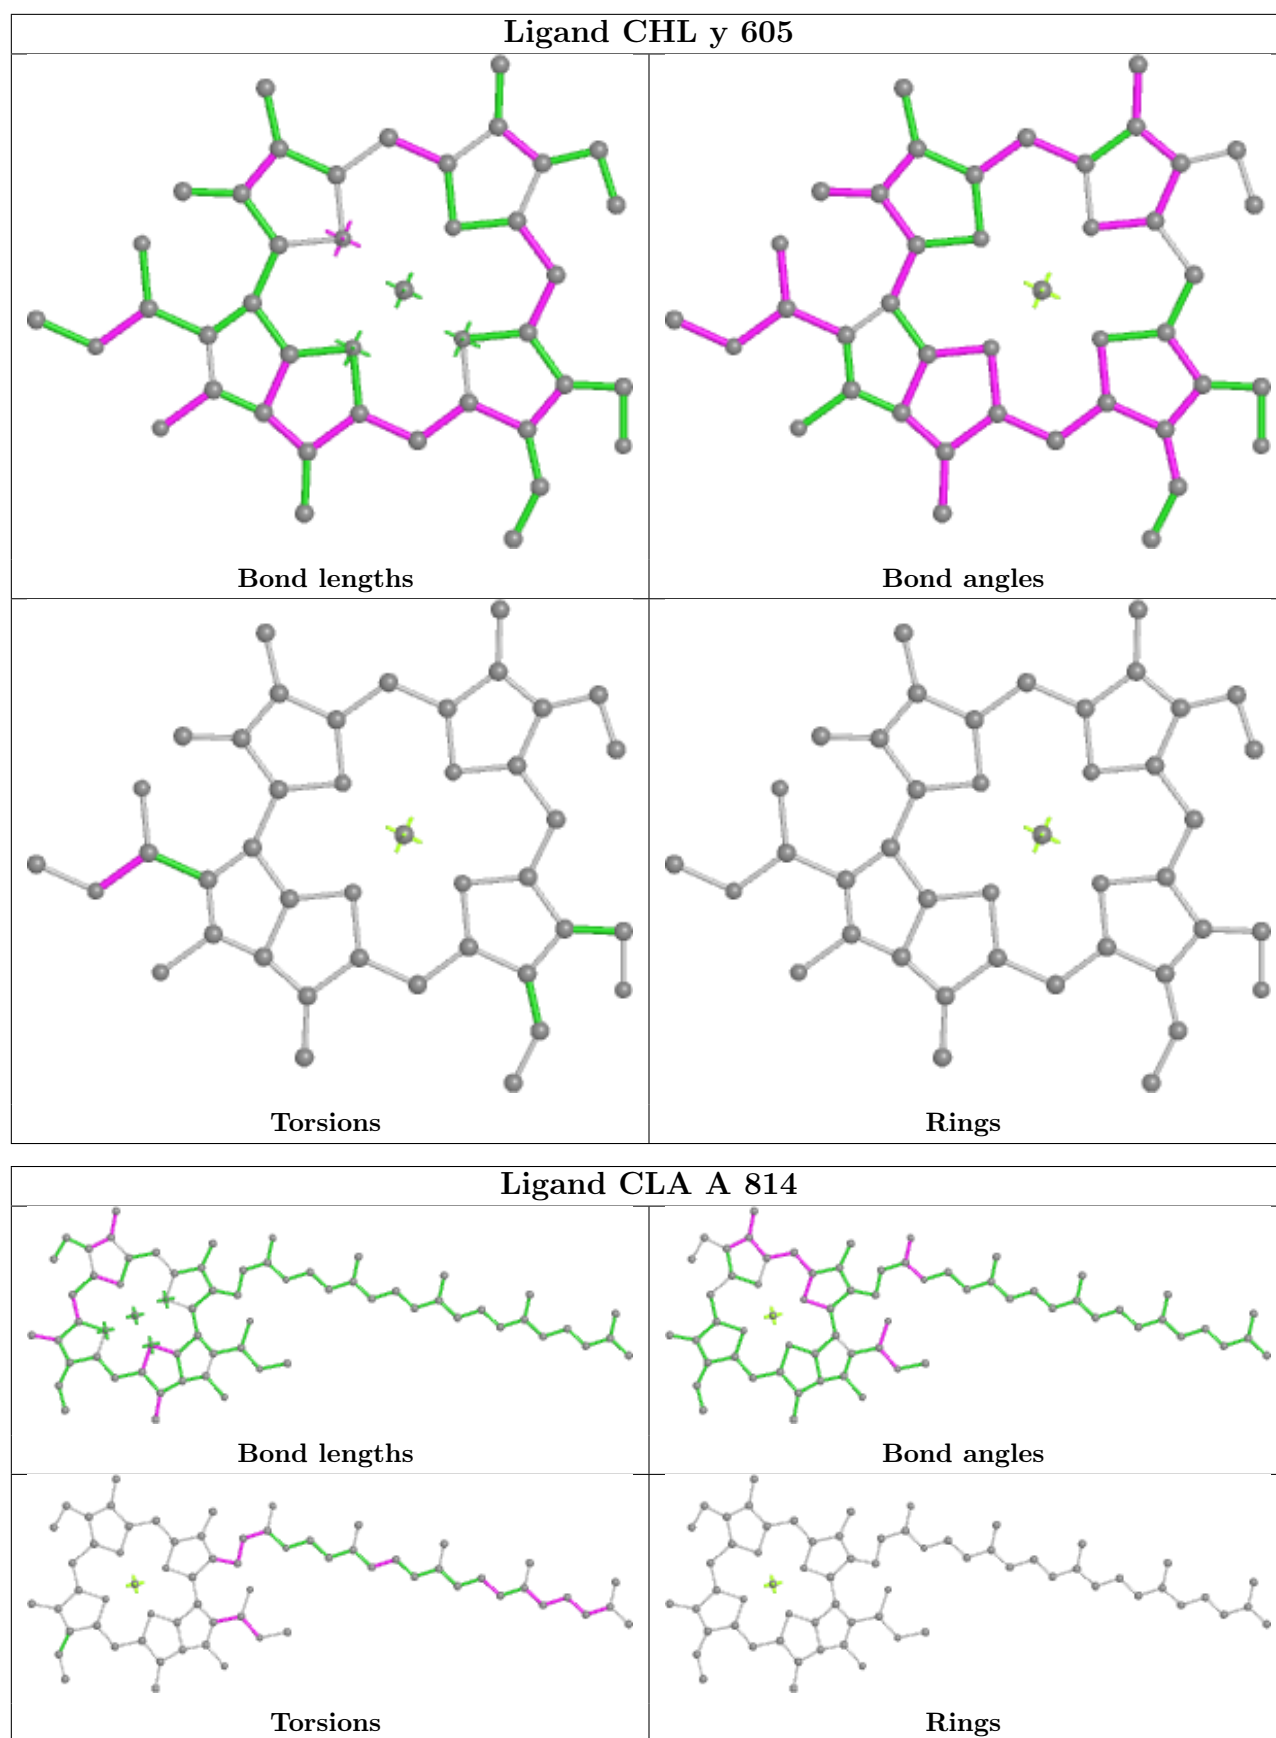 Ligand CHL y 605
Bond lengths
Bond angles
Torsions
Rings
Ligand CLA A 814
Bond lengths
Bond angles
Torsions
Rings